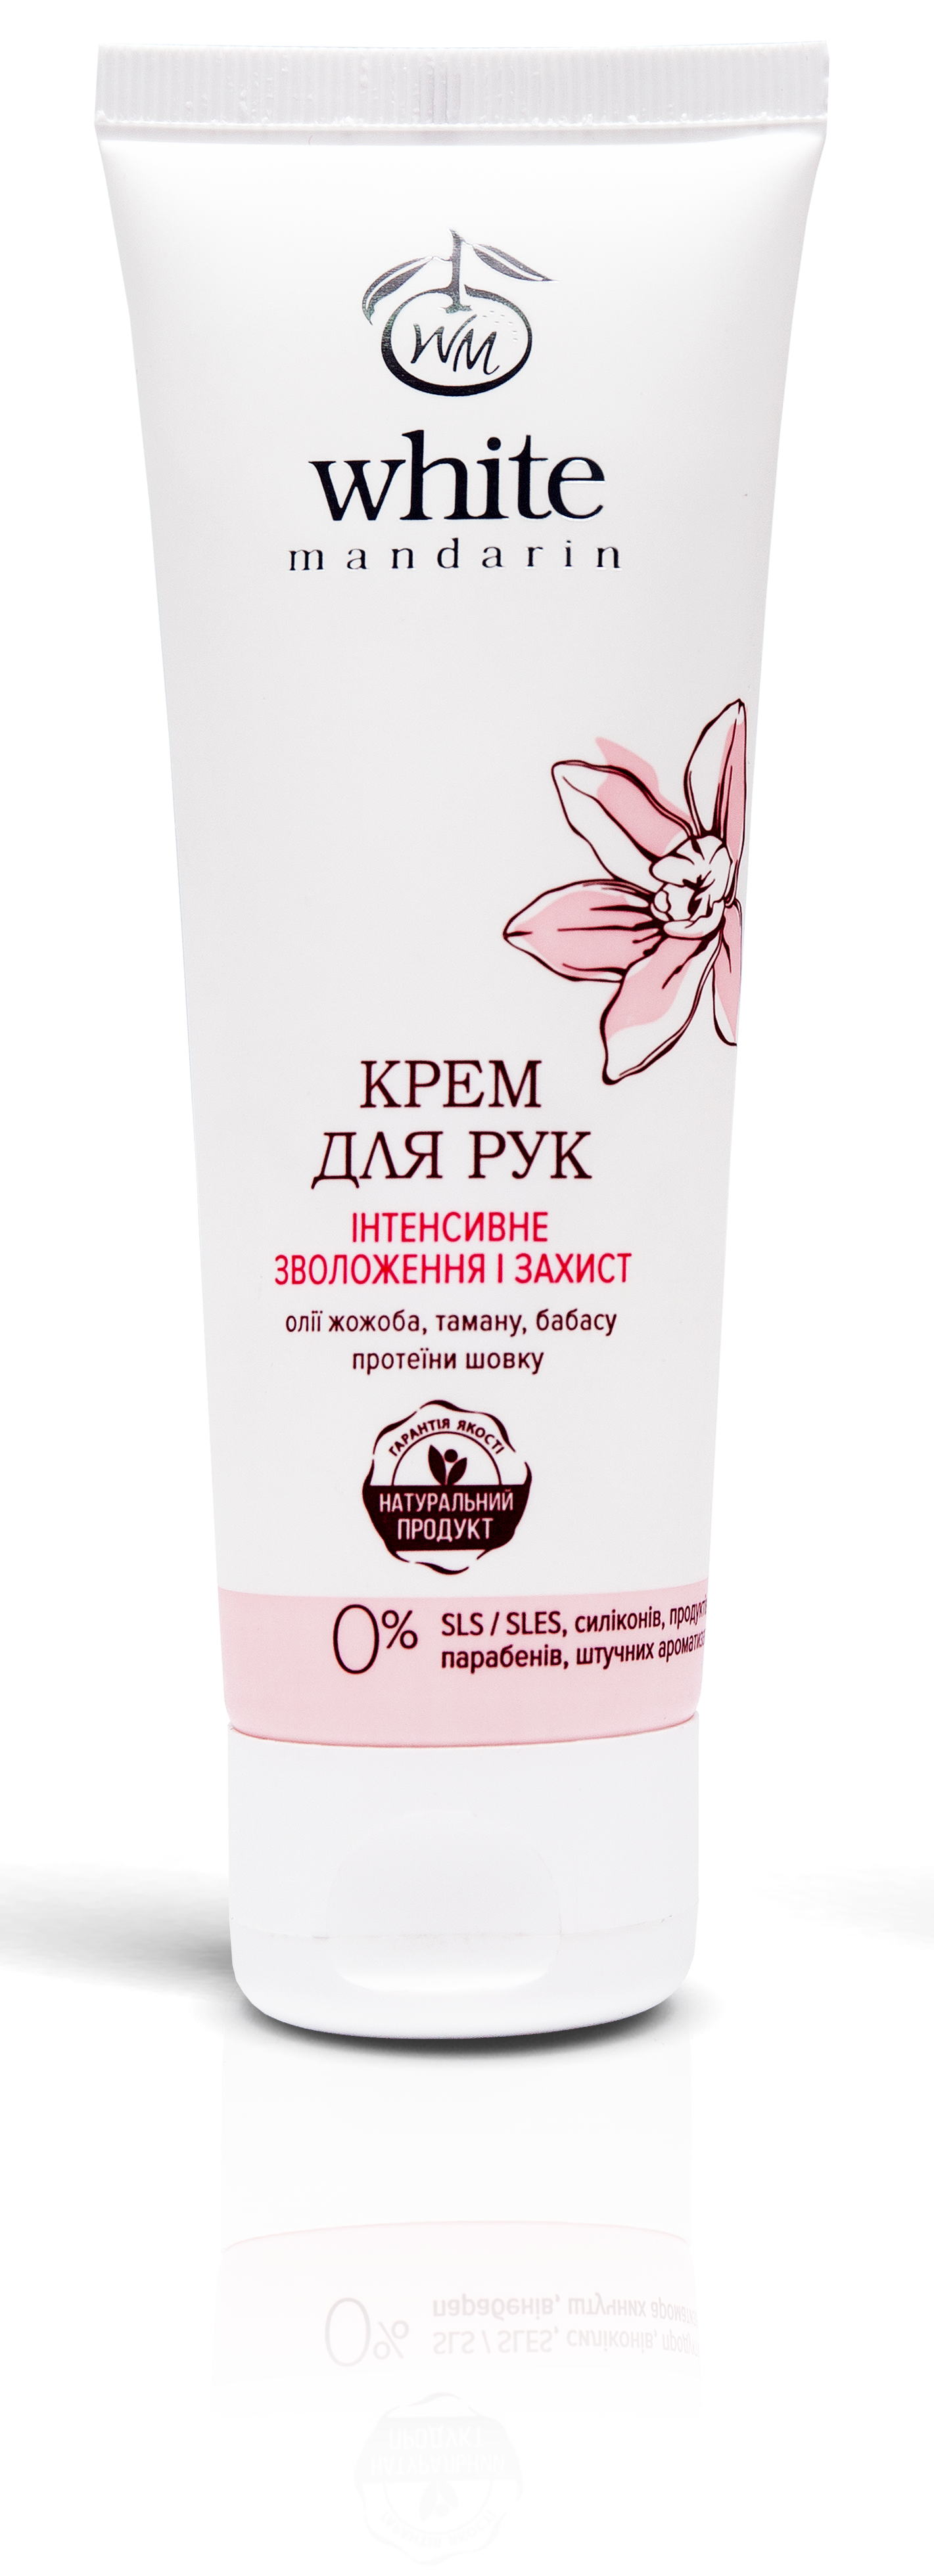 WM
white
mandarin
КРЕМ
ДЛЯ РУК
ІНТЕНСИВНЕ
ЗВОЛОЖЕННЯ І ЗАХИСТ
олії жожоба, таману, бабасу
протеїни шовку
ГАРАНТІЯ ЯКОСТІ
НАТУРАЛЬНИЙ
ПРОДУКТ
0% SLS / SLES, силіконів,
парабенів, штучних